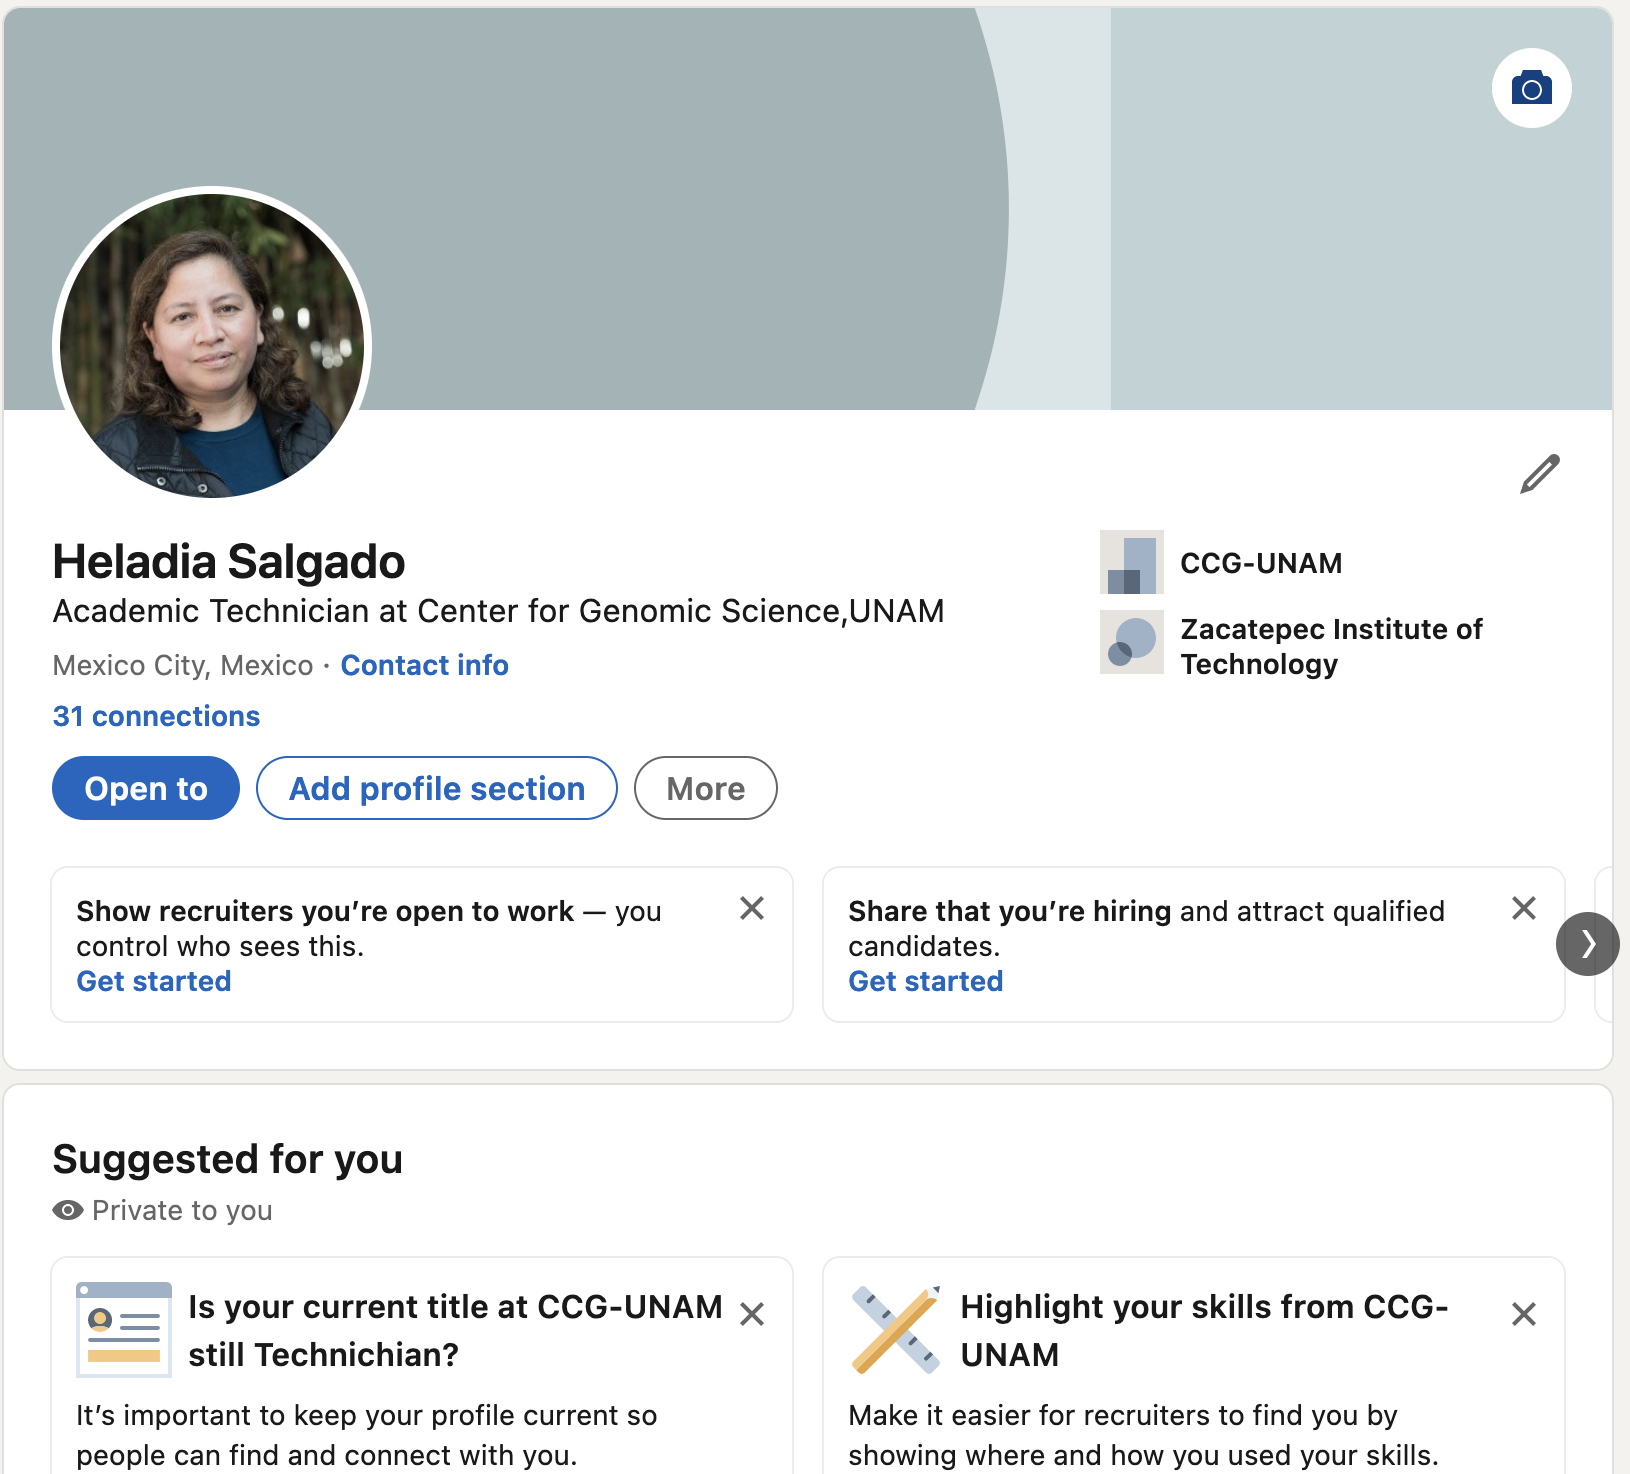 Heladia Salgado
Academic Technician at Center for Genomic Science,UNAM
Mexico City, Mexico · Contact info
31 connections
CCG-UNAM
Zacatepec Institute of
Technology
Open to
Add profile section
More
Show recruiters you’re open to work — you
control who sees this.
Get started
Share that you’re hiring and attract qualified
candidates.
Get started
Suggested for you
Private to you
Is your current title at CCG-UNAM
still Technichian?
It’s important to keep your profile current so
people can find and connect with you.
Highlight your skills from CCG-
UNAM
Make it easier for recruiters to find you by
showing where and how you used your skills.